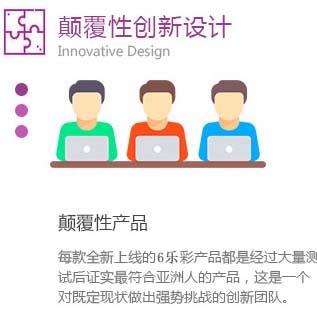 颠覆性创新设计
Innovative Design
颠覆性产品
每款全新上线的6乐彩产品都是经过大量测
试后证实最符合亚洲人的产品，这是一个
对既定现状做出强势挑战的创新团队。